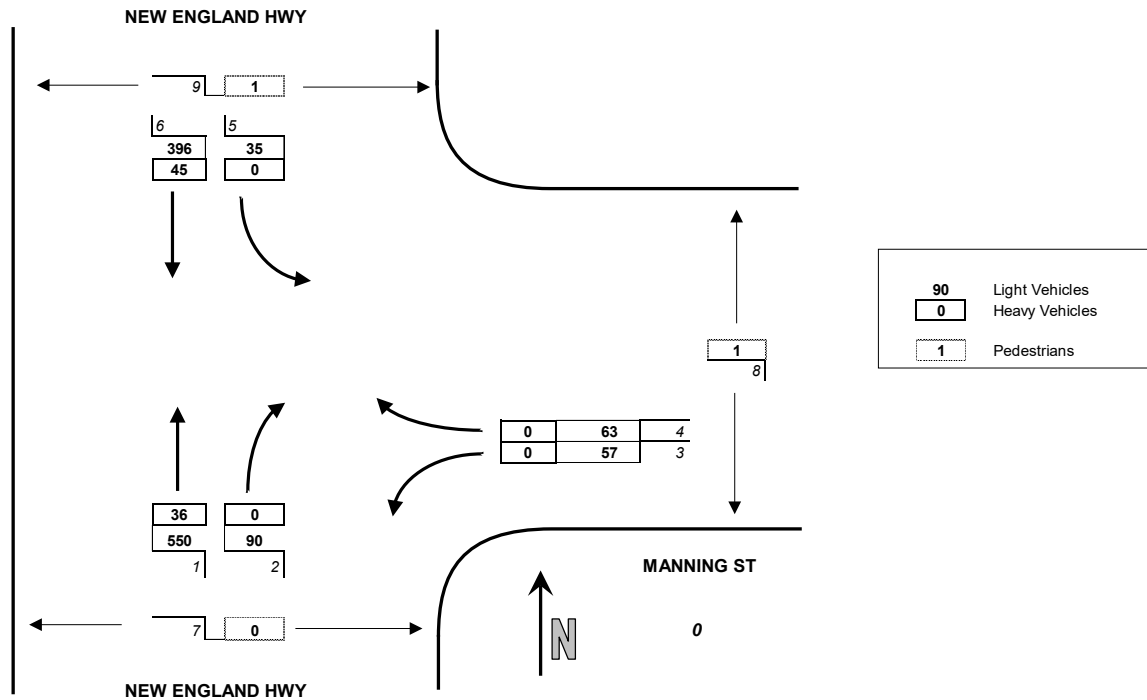 NEW ENGLAND HWY
9 1
6 5
396 35
45 0
90 Light Vehicles
0 Heavy Vehicles
1 Pedestrians
1
8
0 63 4
0 57 3
36 0
550 90
1 2
MANNING ST
7 0
N 0
NEW ENGLAND HWY